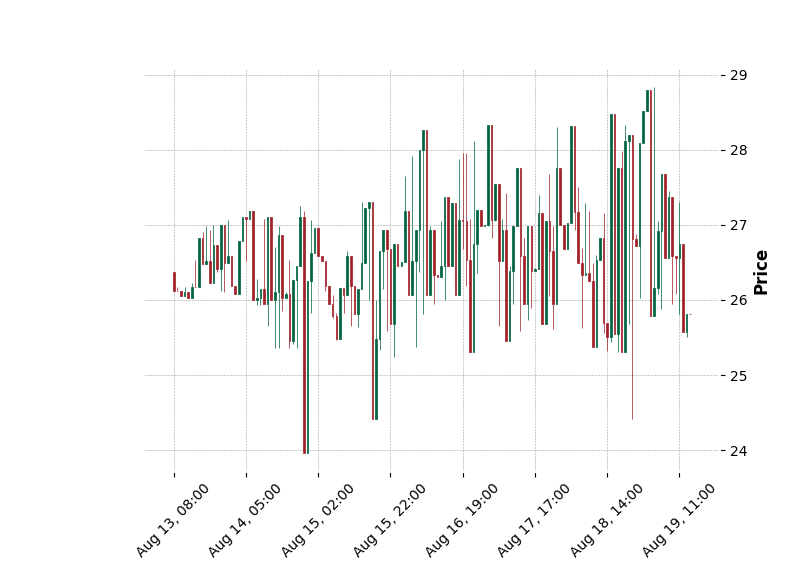 29
28
27
26
25
24
Price
Aug 13, 08:00
Aug 14, 05:00
Aug 15, 02:00
Aug 15, 22:00
Aug 16, 19:00
Aug 17, 17:00
Aug 18, 14:00
Aug 19, 11:00